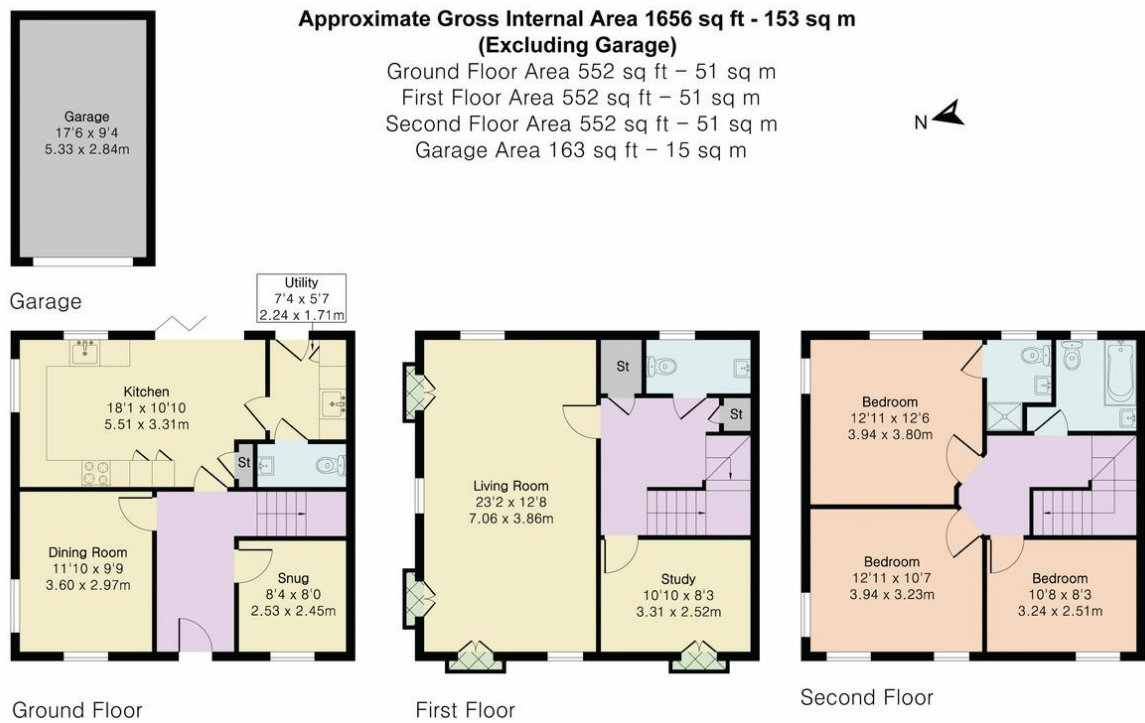 Approximate Gross Internal Area 1656 sq ft - 153 sq m
(Excluding Garage)
Ground Floor Area 552 sq ft – 51 sq m
First Floor Area 552 sq ft – 51 sq m
Second Floor Area 552 sq ft – 51 sq m
Garage Area 163 sq ft – 15 sq m
N
Garage
17'6 x 9'4
5.33 x 2.84m
Garage
Utility
7'4 x 5'7
2.24 x 1.71m
Kitchen
18'1 x 10'10
5.51 x 3.31m
St
Dining Room
11'10 x 9'9
3.60 x 2.97m
Snug
8'4 x 8'0
2.53 x 2.45m
Ground Floor
St
St
Living Room
23'2 x 12'8
7.06 x 3.86m
Study
10'10 x 8'3
3.31 x 2.52m
First Floor
Bedroom
12'11 x 12'6
3.94 x 3.80m
Bedroom
12'11 x 10'7
3.94 x 3.23m
Bedroom
10'8 x 8'3
3.24 x 2.51m
Second Floor